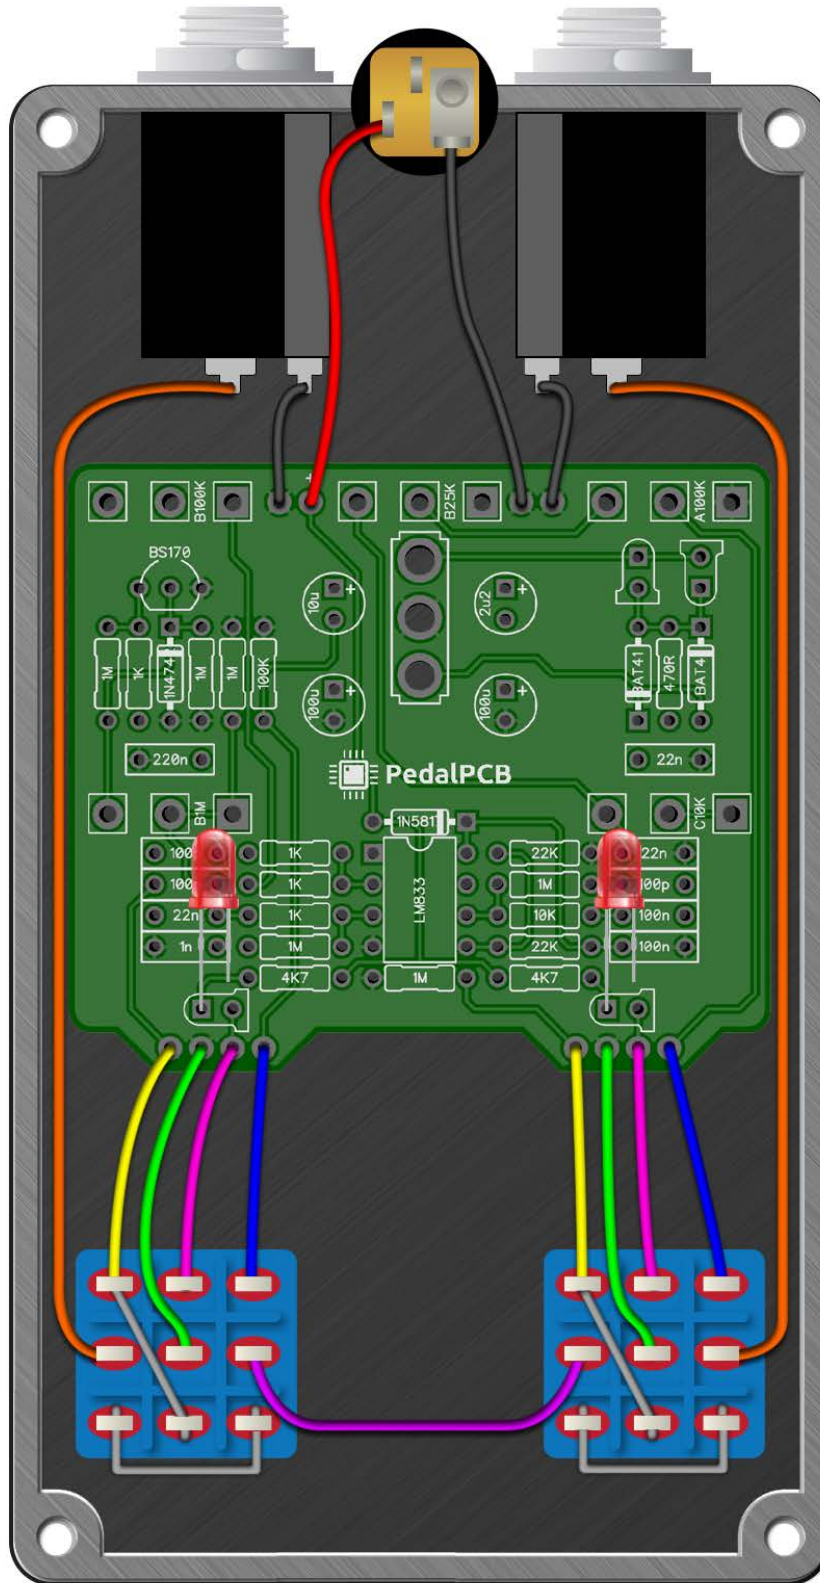 B100K
+
B25K
A100K
BS170
10u
+
2u2
+
1M
1K
1N474
1M
1M
100K
100u
+
100u
+
BAT41
470R
BAT4
220n
PedalPCB
22n
B1M
1N581
C10K
100
1K
22K
22n
100
1K
LM833
1M
00p
22n
1K
10K
100n
1n
1M
22K
100n
4K7
1M
4K7